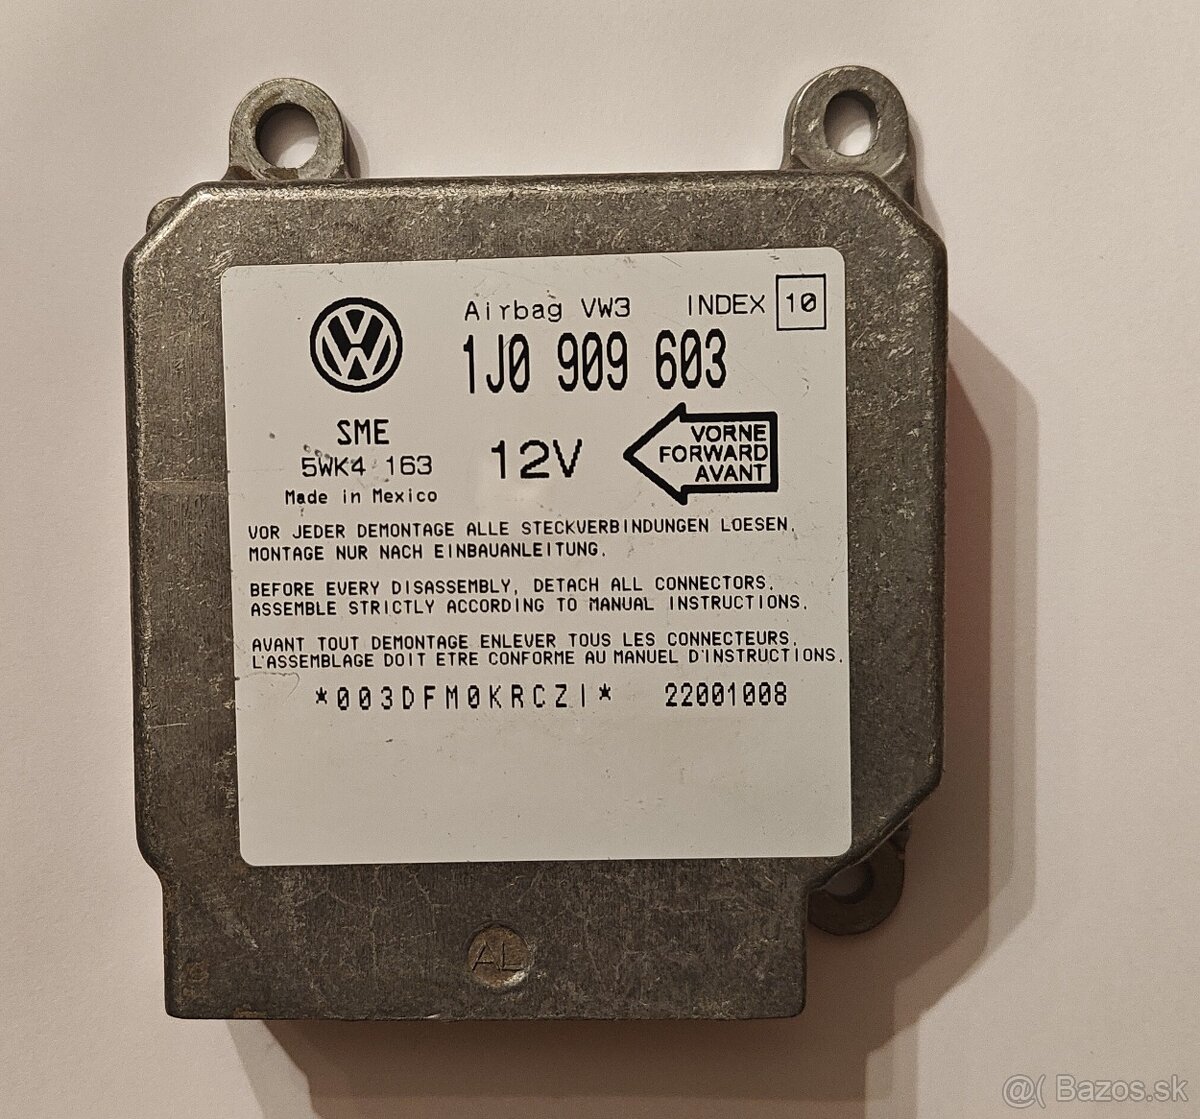 Airbag VW3 INDEX 10
1J0 909 603
SME
5WK4 163
Made in Mexico
12V
VORNE
FORWARD
AVANT
VOR JEDER DEMONTAGE ALLE STECKVERBINDUNGEN LOESEN.
MONTAGE NUR NACH EINBAUANLEITUNG.
BEFORE EVERY DISASSEMBLY, DETACH ALL CONNECTORS.
ASSEMBLE STRICTLY ACCORDING TO MANUAL INSTRUCTIONS.
AVANT TOUT DEMONTAGE ENLEVER TOUS LES CONNECTEURS.
L'ASSEMBLAGE DOIT ETRE CONFORME AU MANUEL D'INSTRUCTIONS.
*003DFM0KRCZI* 22001008
AL
@( Bazos.sk